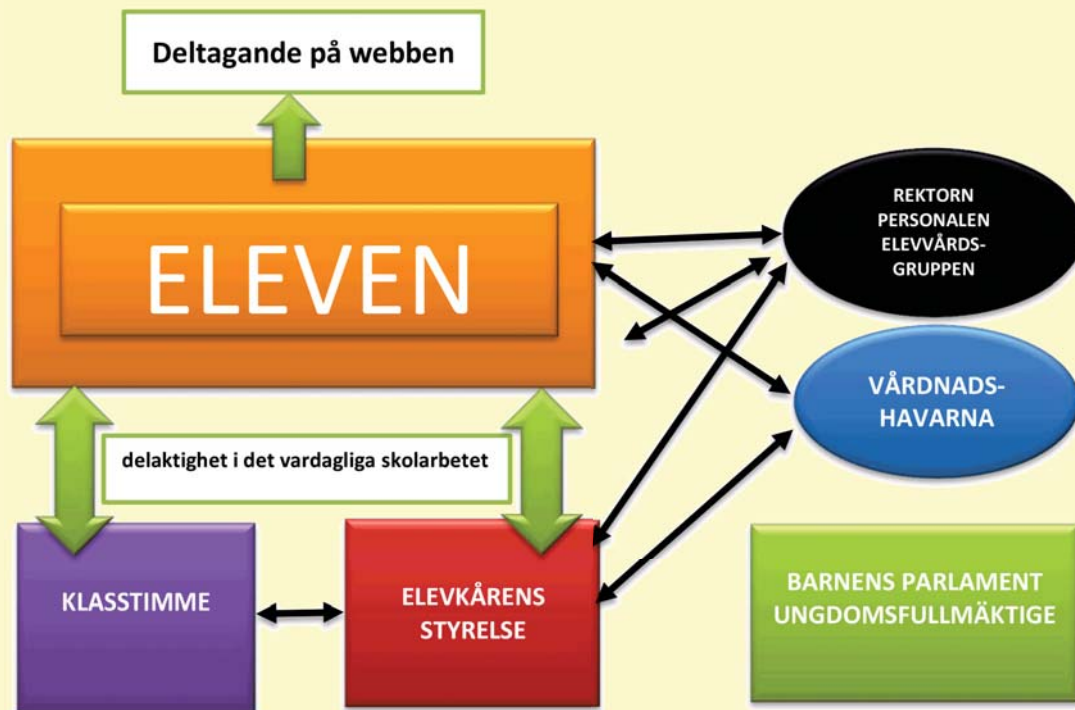 Deltagande på webben
ELEVEN
REKTORN
PERSONALEN
ELEVVÅRDS-
GRUPPEN
VÅRDNADS-
HAVARNA
delaktighet i det vardagliga skolarbetet
KLASSTIMME
ELEVKÅRENS
STYRELSE
BARNENS PARLAMENT
UNGDOMSFULLMÄKTIGE